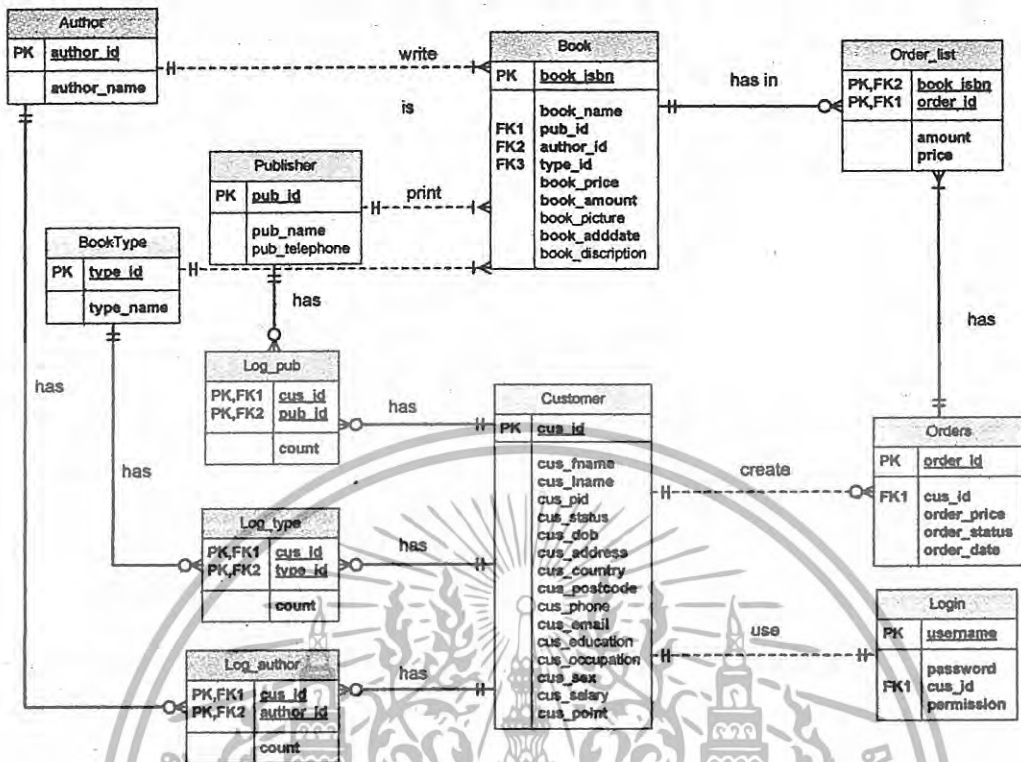 Author
PK author_id
author_name
write
Book
PK book_isbn
book_name
FK1 pub_id
FK2 author_id
FK3 type_id
book_price
book_amount
book_picture
book_adddate
book_discription
has in
Order_list
PK,FK2 book_isbn
PK,FK1 order_id
amount
price
is
Publisher
PK pub_id
pub_name
pub_telephone
print
BookType
PK type_id
type_name
has
has
has
has
Log_pub
PK,FK1 cus_id
PK,FK2 pub_id
count
has
Customer
PK cus_id
cus_fname
cus_lname
cus_pid
cus_status
cus_dob
cus_address
cus_country
cus_postcode
cus_phone
cus_email
cus_education
cus_occupation
cus_sex
cus_salary
cus_point
create
Orders
PK order_id
FK1 cus_id
order_price
order_status
order_date
Log_type
PK,FK1 cus_id
PK,FK2 type_id
count
has
use
Login
PK username
password
FK1 cus_id
permission
Log_author
PK,FK1 cus_id
PK,FK2 author_id
count
has